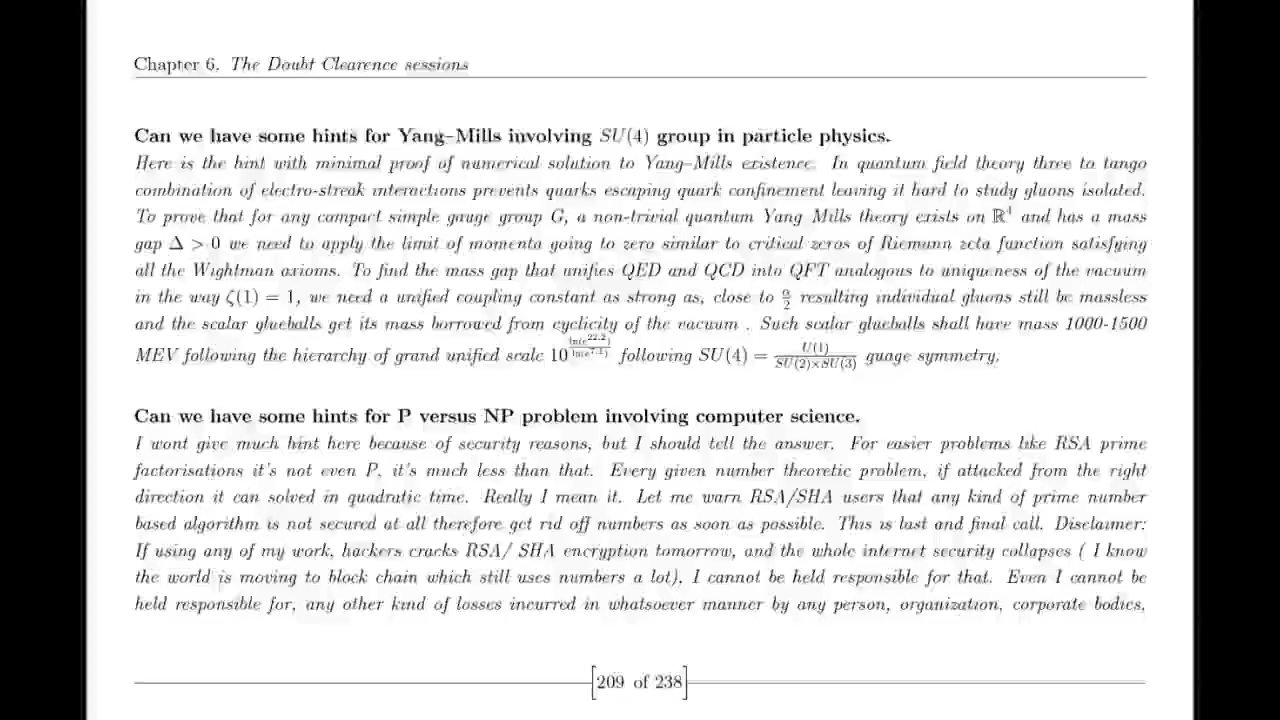 Chapter 6. The Doubt Clearence sessions
Can we have some hints for Yang–Mills involving SU(4) group in particle physics.
Here is the hint with minimal proof of numerical solution to Yang–Mills existence. In quantum field theory three to tango
combination of electro-streak interactions prevents quarks escaping quark confinement leaving it hard to study gluons isolated.
To prove that for any compact simple gauge group G, a non-trivial quantum Yang Mills theory exists on ℝ⁴ and has a mass
gap Δ > 0 we need to apply the limit of momenta going to zero similar to critical zeros of Riemann zeta function satisfying
all the Wightman axioms. To find the mass gap that unifies QED and QCD into QFT analogous to uniqueness of the vacuum
in the way ζ(1) = 1, we need a unified coupling constant as strong as, close to α/2 resulting individual gluons still be massless
and the scalar glueballs get its mass borrowed from cyclicity of the vacuum . Such scalar glueballs shall have mass 1000-1500
MEV following the hierarchy of grand unified scale 10 following SU(4) = U(1)/SU(2)×SU(3) guage symmetry.
Can we have some hints for P versus NP problem involving computer science.
I wont give much hint here because of security reasons, but I should tell the answer. For easier problems like RSA prime
factorisations it's not even P, it's much less than that. Every given number theoretic problem, if attacked from the right
direction it can solved in quadratic time. Really I mean it. Let me warn RSA/SHA users that any kind of prime number
based algorithm is not secured at all therefore get rid off numbers as soon as possible. This is last and final call. Disclaimer:
If using any of my work, hackers cracks RSA/ SHA encryption tomorrow, and the whole internet security collapses ( I know
the world is moving to block chain which still uses numbers a lot), I cannot be held responsible for that. Even I cannot be
held responsible for, any other kind of losses incurred in whatsoever manner by any person, organization, corporate bodies,
209 of 238